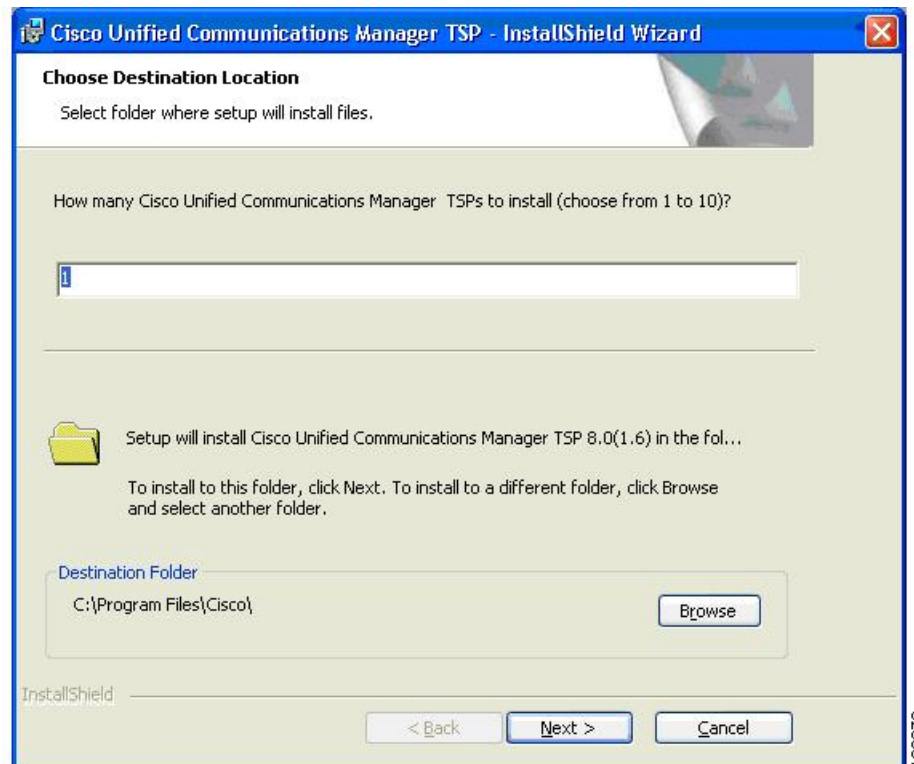 Cisco Unified Communications Manager TSP - InstallShield Wizard
Choose Destination Location
Select folder where setup will install files.
How many Cisco Unified Communications Manager TSPs to install (choose from 1 to 10)?
1
Setup will install Cisco Unified Communications Manager TSP 8.0(1.6) in the fol...
To install to this folder, click Next. To install to a different folder, click Browse
and select another folder.
Destination Folder
C:\Program Files\Cisco\
Browse
InstallShield
< Back
Next >
Cancel